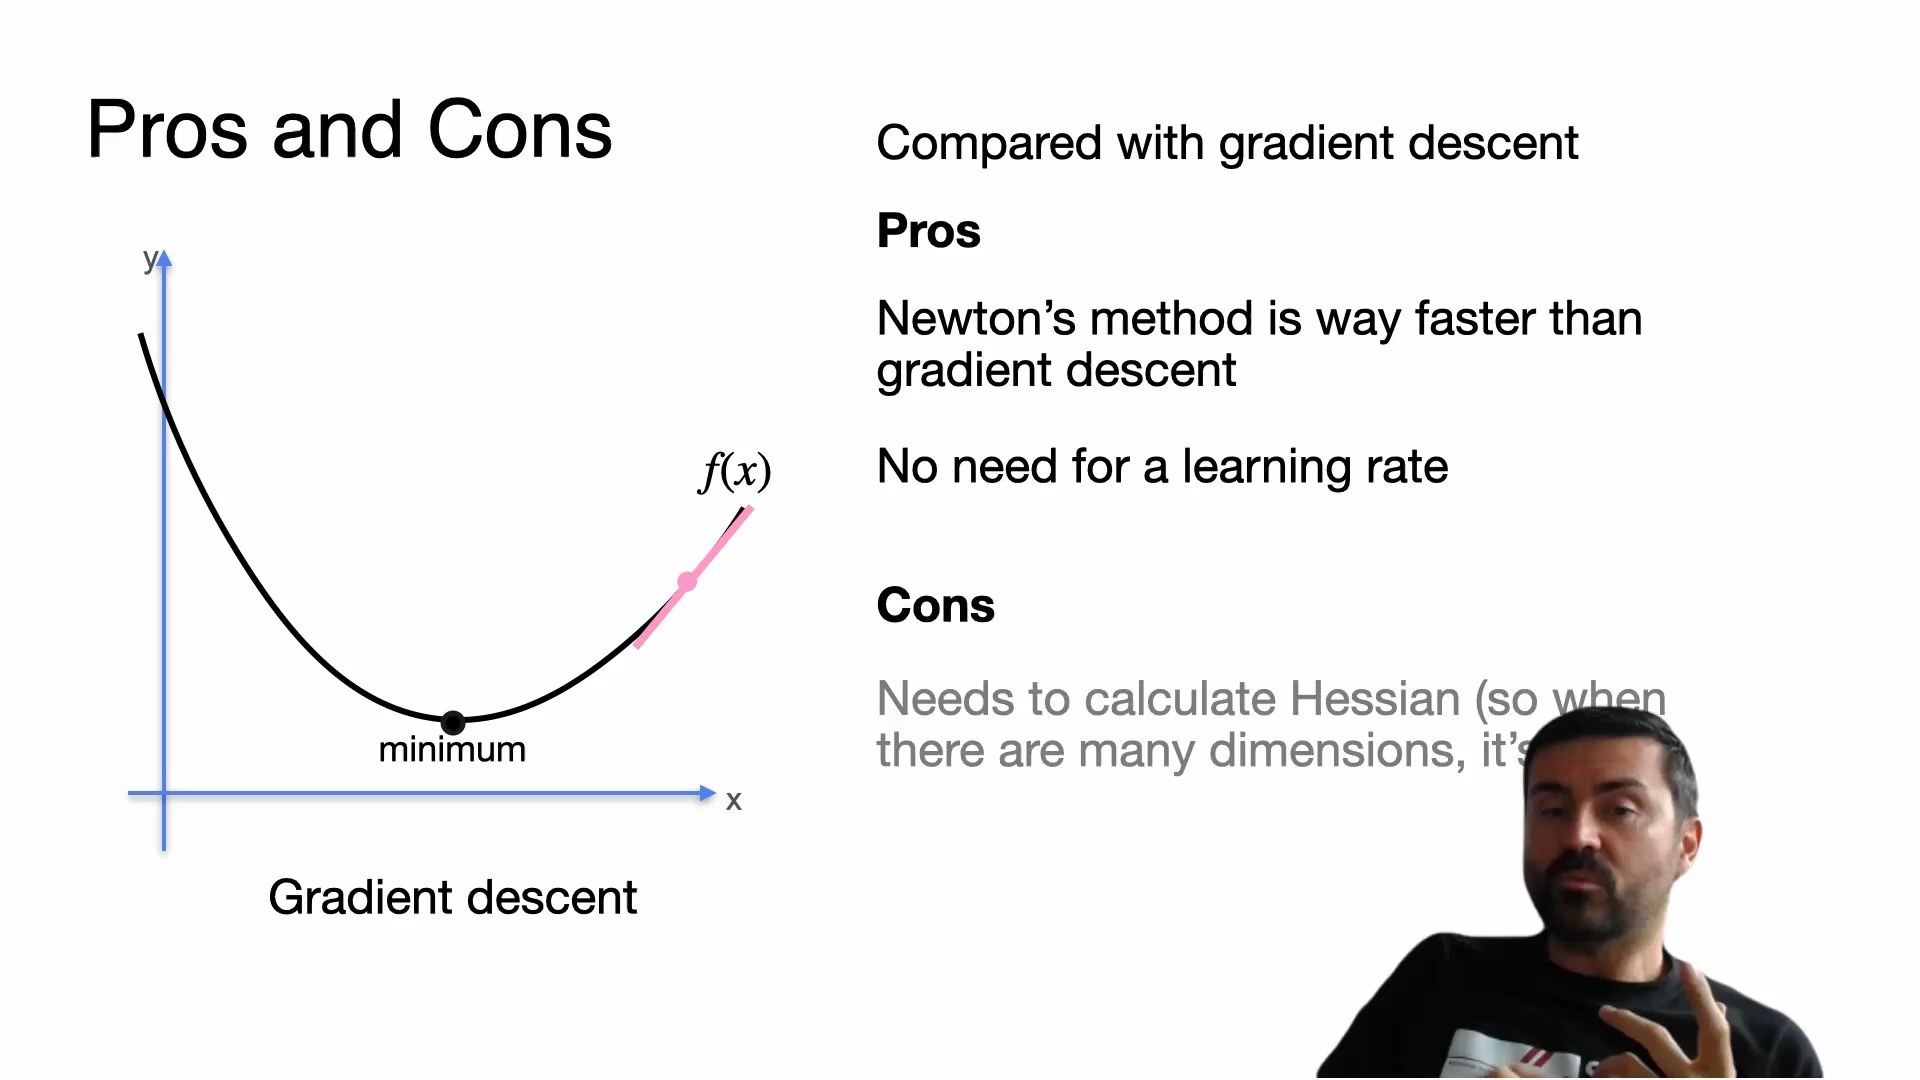 Pros and Cons
Compared with gradient descent
Pros
Newton’s method is way faster than
gradient descent
No need for a learning rate
Cons
Needs to calculate Hessian (so when
there are many dimensions, it’s
y
f(x)
minimum
x
Gradient descent